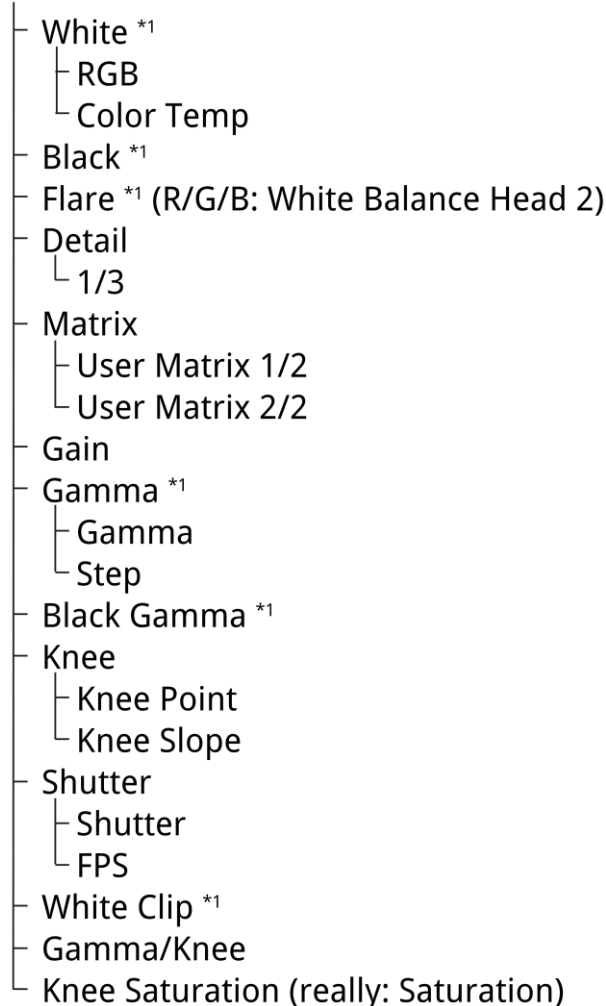 White *1
RGB
Color Temp
Black *1
Flare *1 (R/G/B: White Balance Head 2)
Detail
1/3
Matrix
User Matrix 1/2
User Matrix 2/2
Gain
Gamma *1
Gamma
Step
Black Gamma *1
Knee
Knee Point
Knee Slope
Shutter
Shutter
FPS
White Clip *1
Gamma/Knee
Knee Saturation (really: Saturation)